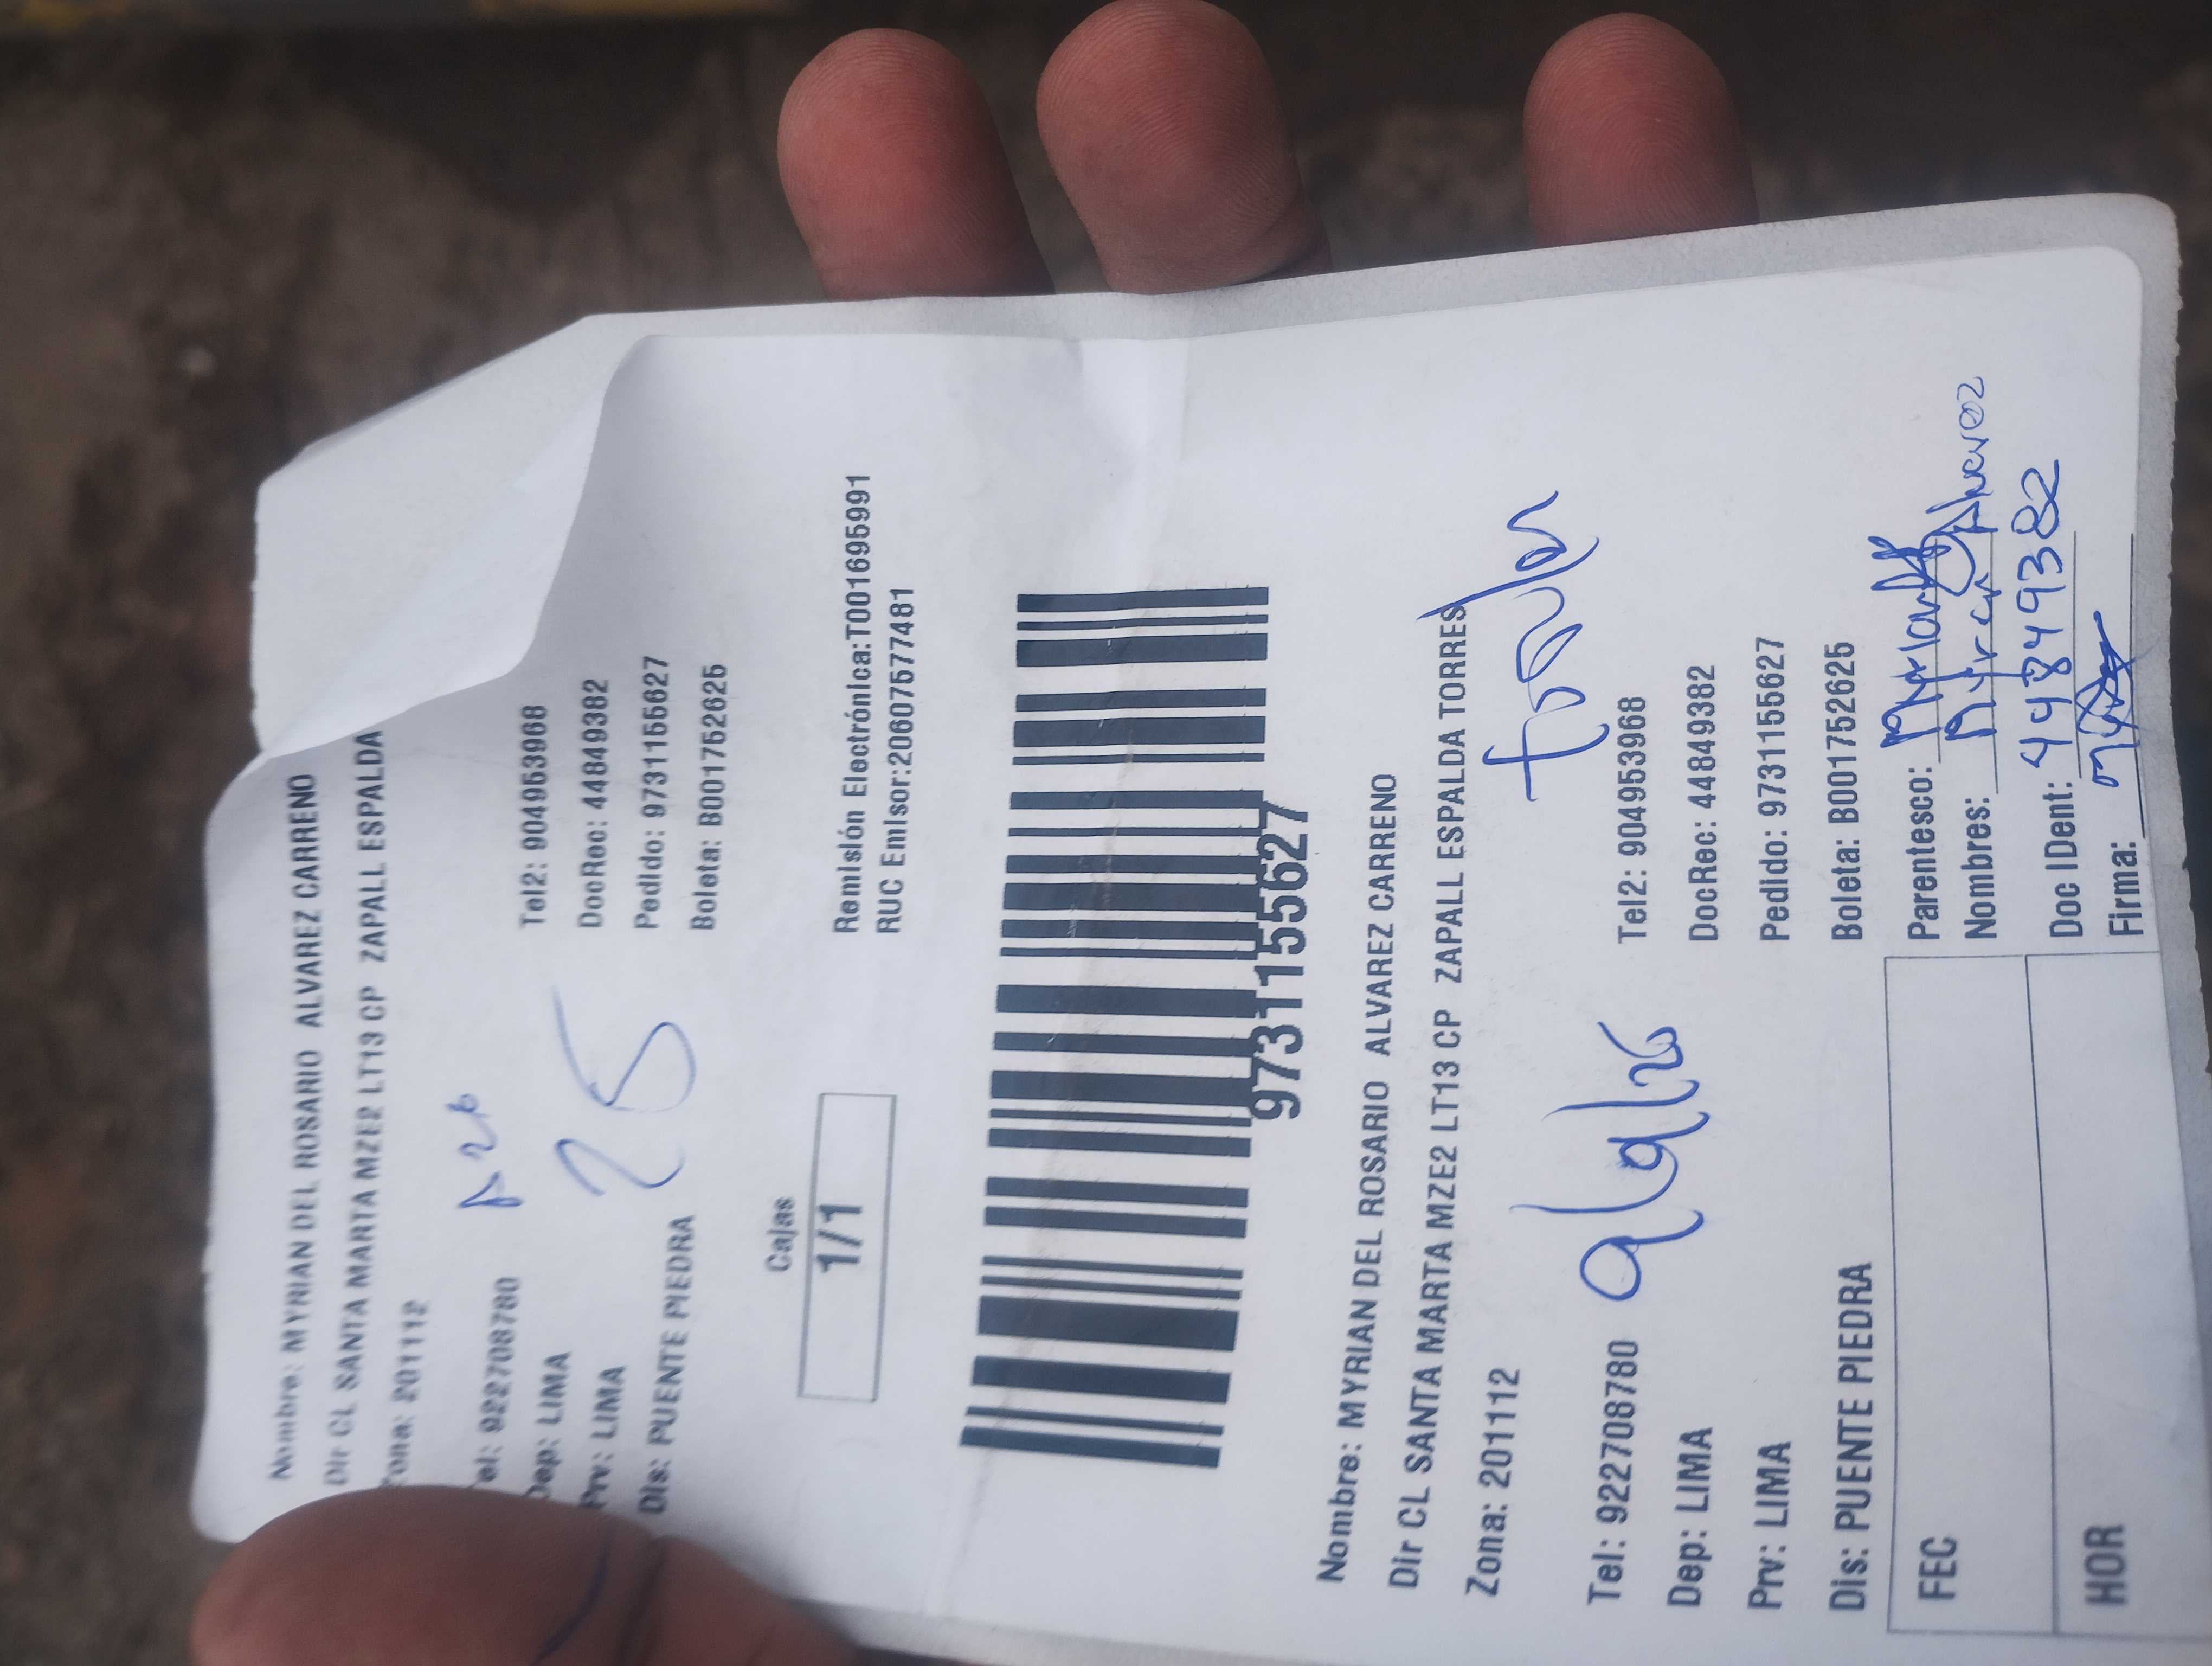 Nombre: MYRIAN DEL ROSARIO ALVAREZ CARRENO
Dir CL SANTA MARTA MZE2 LT13 CP ZAPALL ESPALDA
Zona: 201112
Tel: 922708780
Tel2: 904953968
Dep: LIMA
DocRec: 44849382
Prv: LIMA
25
Pedido: 9731155627
Dis: PUENTE PIEDRA
Boleta: B001752625
Cajas
1/1
Remisión Electrónica:T001695991
RUC Emisor:20607577481
9731155627
Nombre: MYRIAN DEL ROSARIO ALVAREZ CARRENO
Dir CL SANTA MARTA MZE2 LT13 CP ZAPALL ESPALDA TORRES
Zona: 201112
Tel: 922708780
Tel2: 904953968
Dep: LIMA
DocRec: 44849382
Prv: LIMA
Pedido: 9731155627
Dis: PUENTE PIEDRA
Boleta: B001752625
FEC
Parentesco:
Nombres: Alvarez
HOR
Doc IDent: 44849382
Firma: